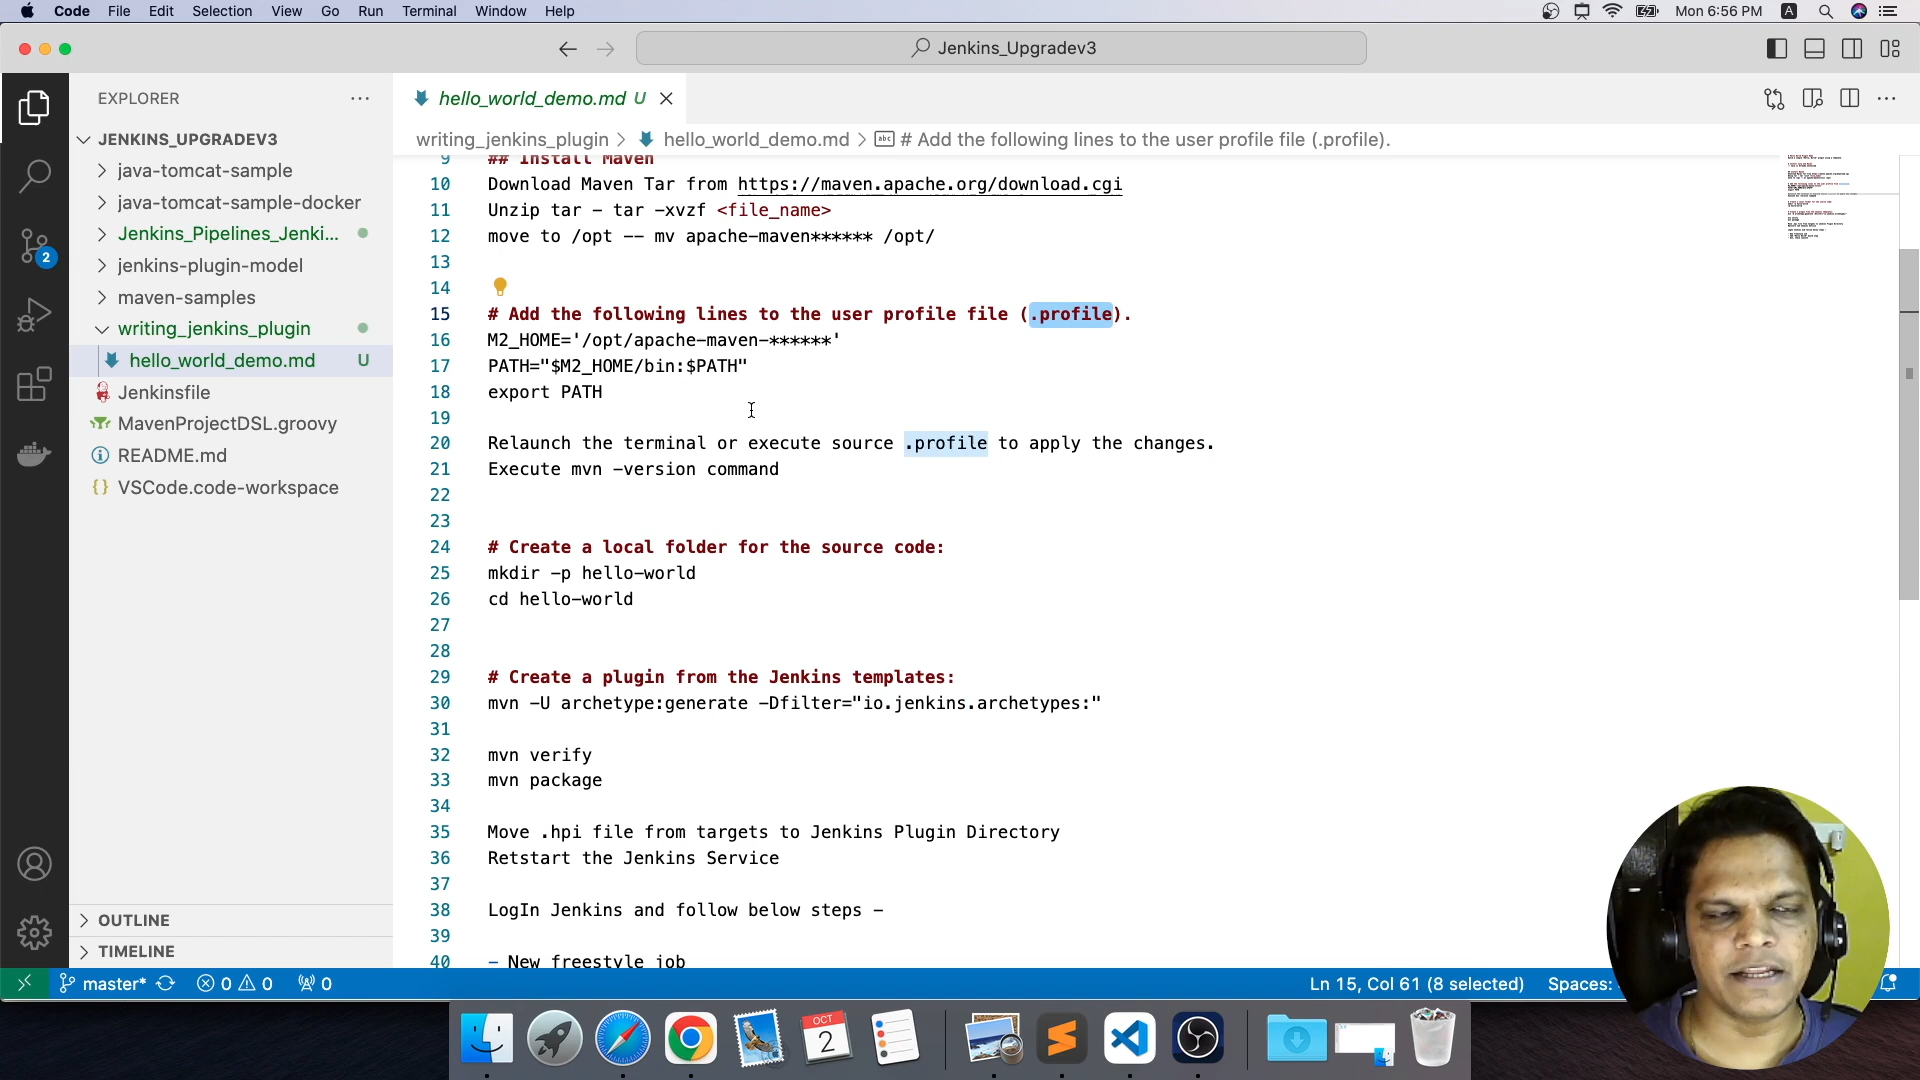 Code File Edit Selection View Go Run Terminal Window Help
Mon 6:56 PM A
Jenkins_Upgradev3
EXPLORER
hello_world_demo.md U
writing_jenkins_plugin > hello_world_demo.md > # Add the following lines to the user profile file (.profile).
JENKINS_UPGRADEV3
java-tomcat-sample
java-tomcat-sample-docker
Jenkins_Pipelines_Jenki...
jenkins-plugin-model
maven-samples
writing_jenkins_plugin
hello_world_demo.md U
Jenkinsfile
MavenProjectDSL.groovy
README.md
VSCode.code-workspace
OUTLINE
TIMELINE
2
9 ## Install Maven
10 Download Maven Tar from https://maven.apache.org/download.cgi
11 Unzip tar - tar -xvzf <file_name>
12 move to /opt -- mv apache-maven****** /opt/
13
14
15 # Add the following lines to the user profile file (.profile).
16 M2_HOME='/opt/apache-maven-******'
17 PATH="$M2_HOME/bin:$PATH"
18 export PATH
19
20 Relaunch the terminal or execute source .profile to apply the changes.
21 Execute mvn -version command
22
23
24 # Create a local folder for the source code:
25 mkdir -p hello-world
26 cd hello-world
27
28
29 # Create a plugin from the Jenkins templates:
30 mvn -U archetype:generate -Dfilter="io.jenkins.archetypes:"
31
32 mvn verify
33 mvn package
34
35 Move .hpi file from targets to Jenkins Plugin Directory
36 Retstart the Jenkins Service
37
38 LogIn Jenkins and follow below steps -
39
40 - New freestyle job
master* 0 0 0
Ln 15, Col 61 (8 selected) Spaces:
OCT
2